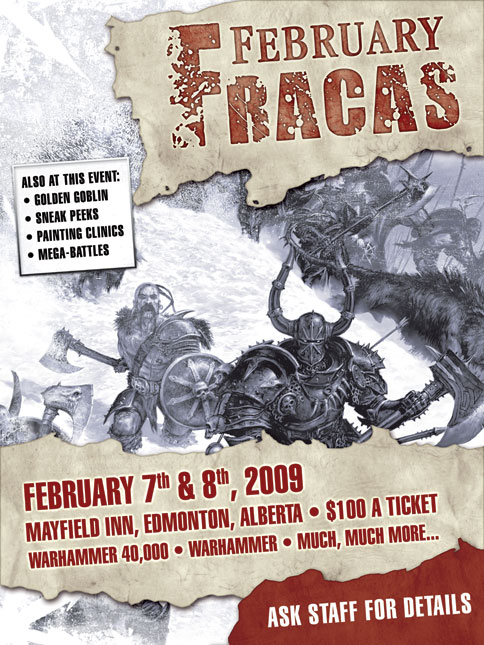 FEBRUARY
FRACAS
ALSO AT THIS EVENT:
• GOLDEN GOBLIN
• SNEAK PEEKS
• PAINTING CLINICS
• MEGA-BATTLES
FEBRUARY 7th & 8th, 2009
MAYFIELD INN, EDMONTON, ALBERTA • $100 A TICKET
WARHAMMER 40,000 • WARHAMMER • MUCH, MUCH MORE...
ASK STAFF FOR DETAILS